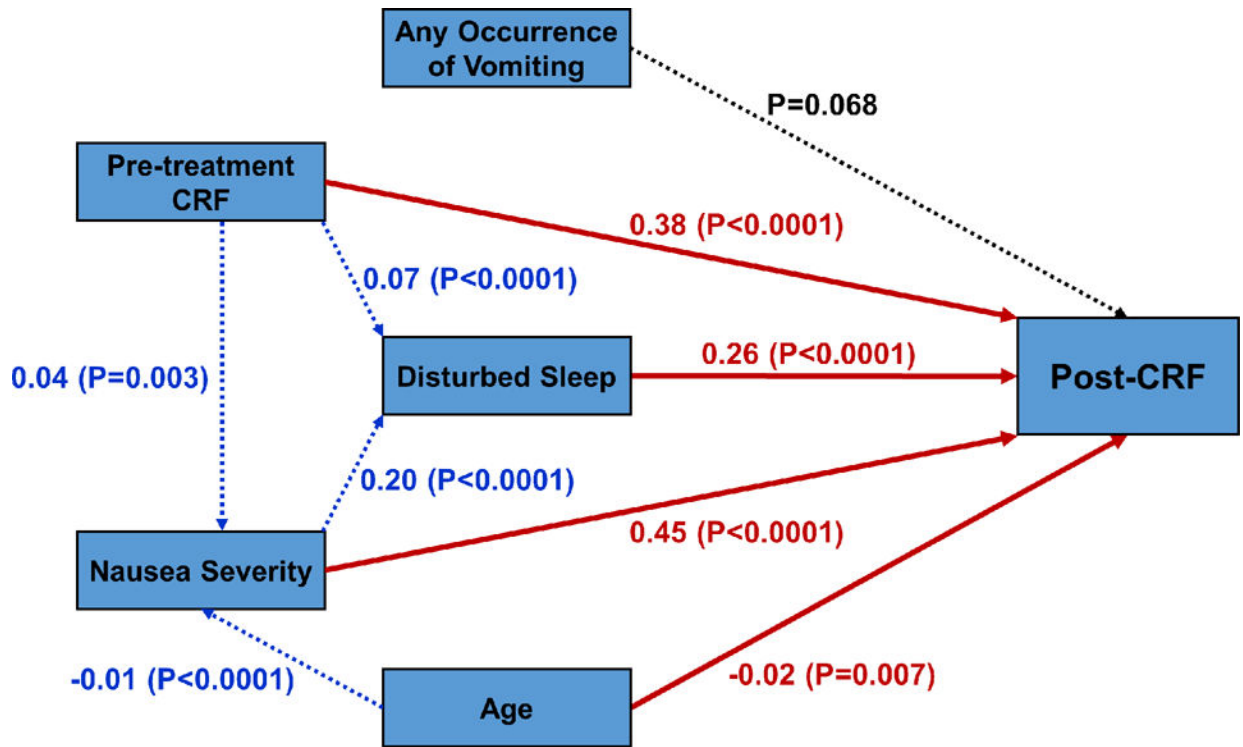 Any Occurrence
of Vomiting
P=0.068
Pre-treatment
CRF
0.38 (P<0.0001)
0.07 (P<0.0001)
0.26 (P<0.0001)
0.04 (P=0.003)
Disturbed Sleep
Post-CRF
0.20 (P<0.0001)
0.45 (P<0.0001)
Nausea Severity
-0.01 (P<0.0001)
-0.02 (P=0.007)
Age